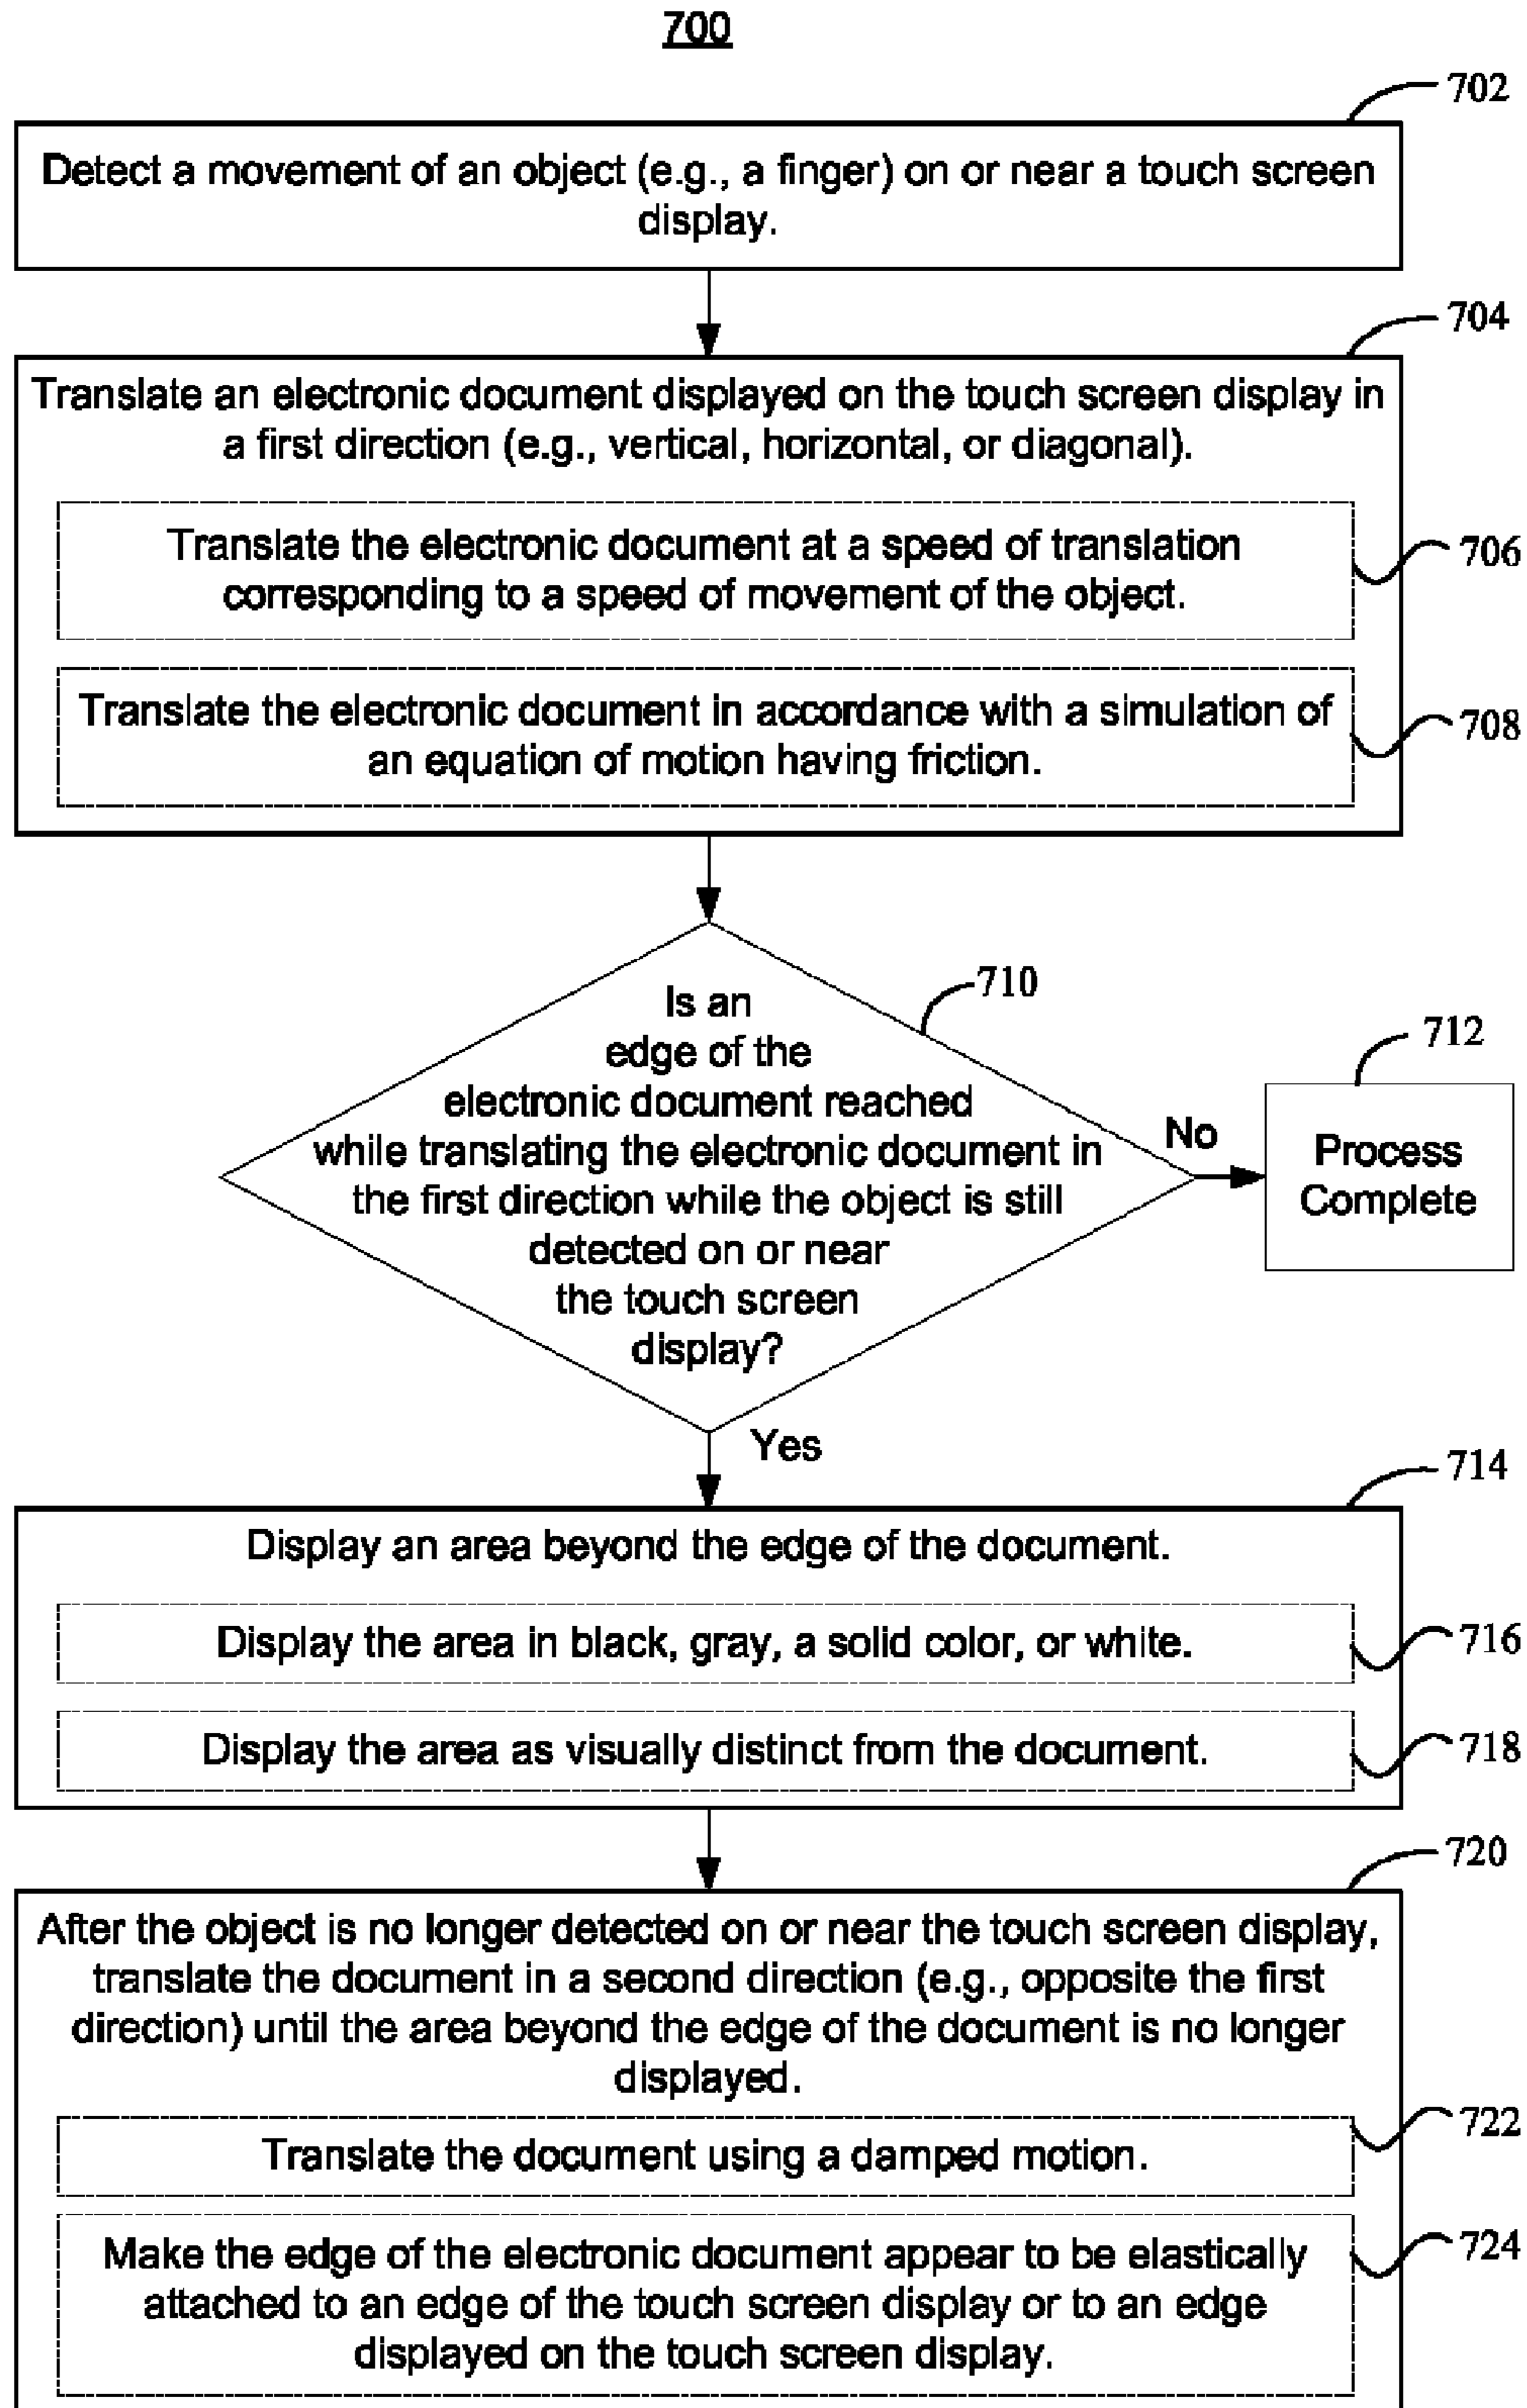 700
702
Detect a movement of an object (e.g., a finger) on or near a touch screen
display.
704
Translate an electronic document displayed on the touch screen display in
a first direction (e.g., vertical, horizontal, or diagonal).
Translate the electronic document at a speed of translation
corresponding to a speed of movement of the object.
706
Translate the electronic document in accordance with a simulation of
an equation of motion having friction.
708
710
Is an
edge of the
electronic document reached
while translating the electronic document in
the first direction while the object is still
detected on or near
the touch screen
display?
No
712
Process
Complete
Yes
714
Display an area beyond the edge of the document.
Display the area in black, gray, a solid color, or white.
716
Display the area as visually distinct from the document.
718
720
After the object is no longer detected on or near the touch screen display,
translate the document in a second direction (e.g., opposite the first
direction) until the area beyond the edge of the document is no longer
displayed.
Translate the document using a damped motion.
722
Make the edge of the electronic document appear to be elastically
attached to an edge of the touch screen display or to an edge
displayed on the touch screen display.
724